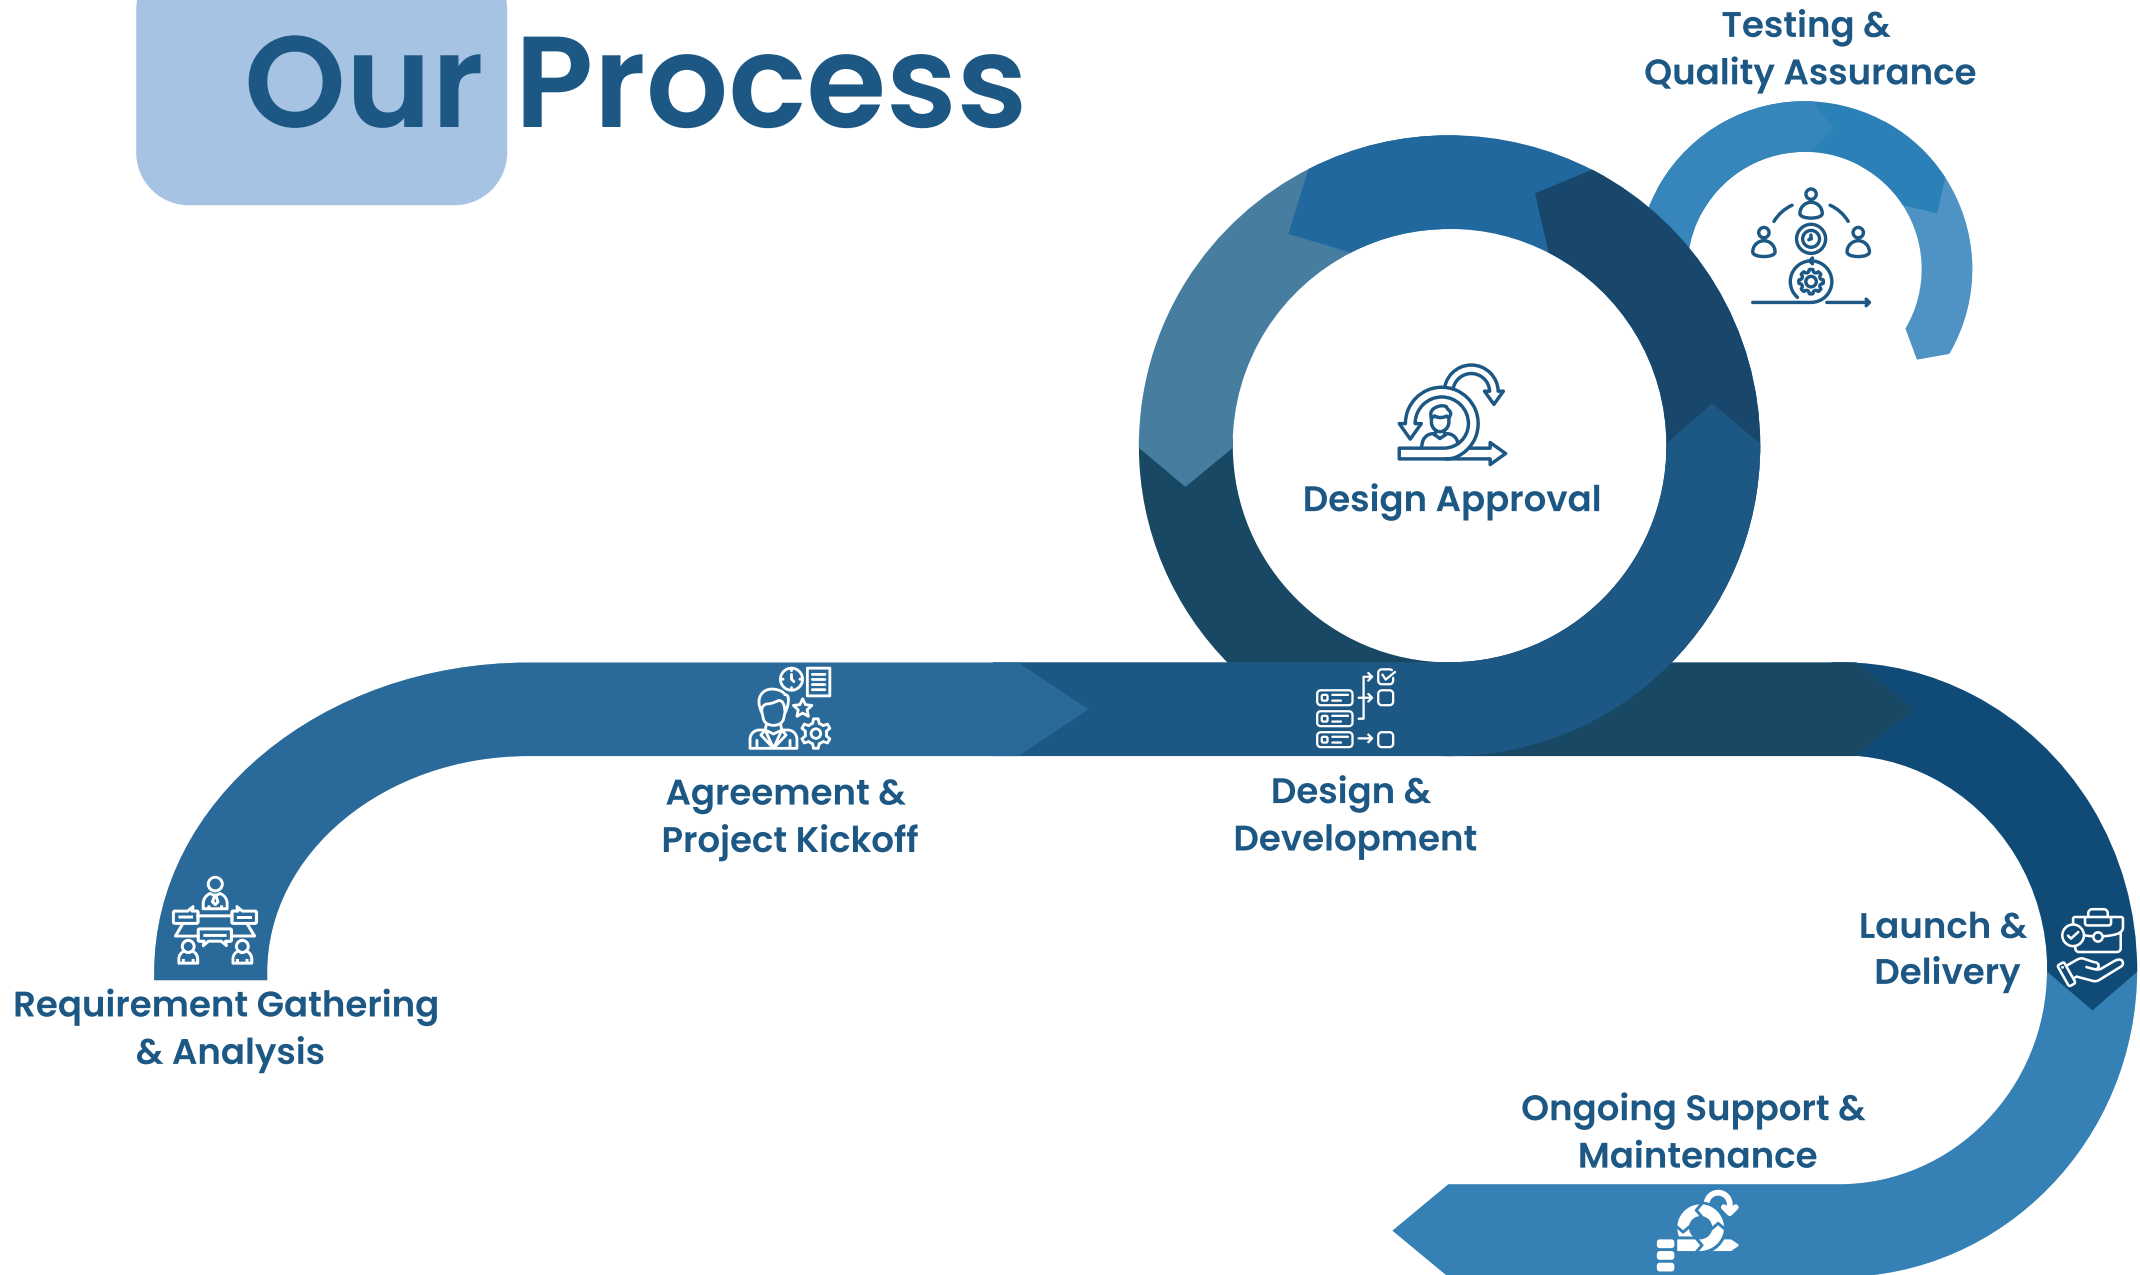 Our Process
Testing &
Quality Assurance
Design Approval
Agreement &
Project Kickoff
Design &
Development
Requirement Gathering
& Analysis
Launch &
Delivery
Ongoing Support &
Maintenance